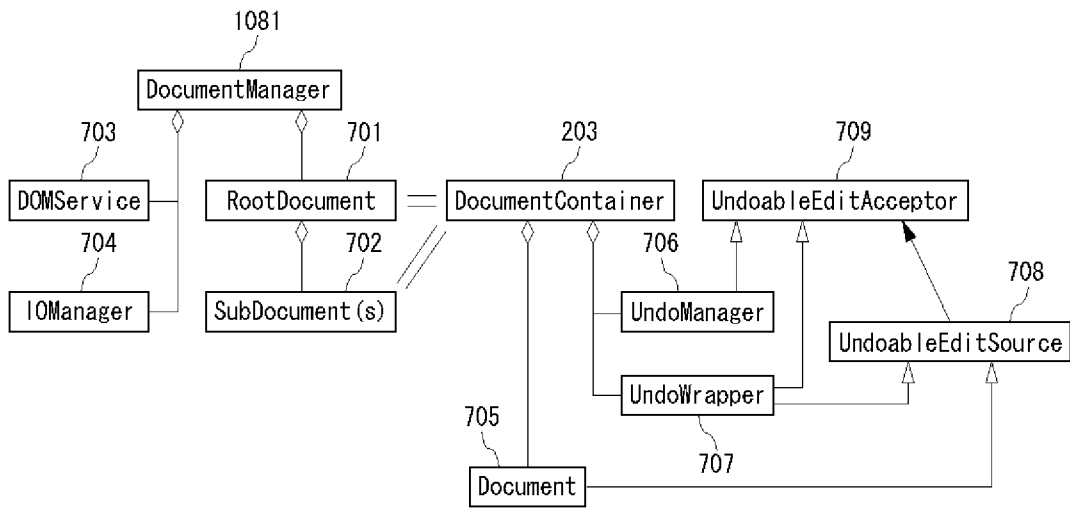 1081
DocumentManager
703
701
203
709
DOMService
RootDocument
DocumentContainer
UndoableEditAcceptor
704
702
706
708
IOManager
SubDocument(s)
UndoManager
UndoableEditSource
UndoWrapper
705
707
Document